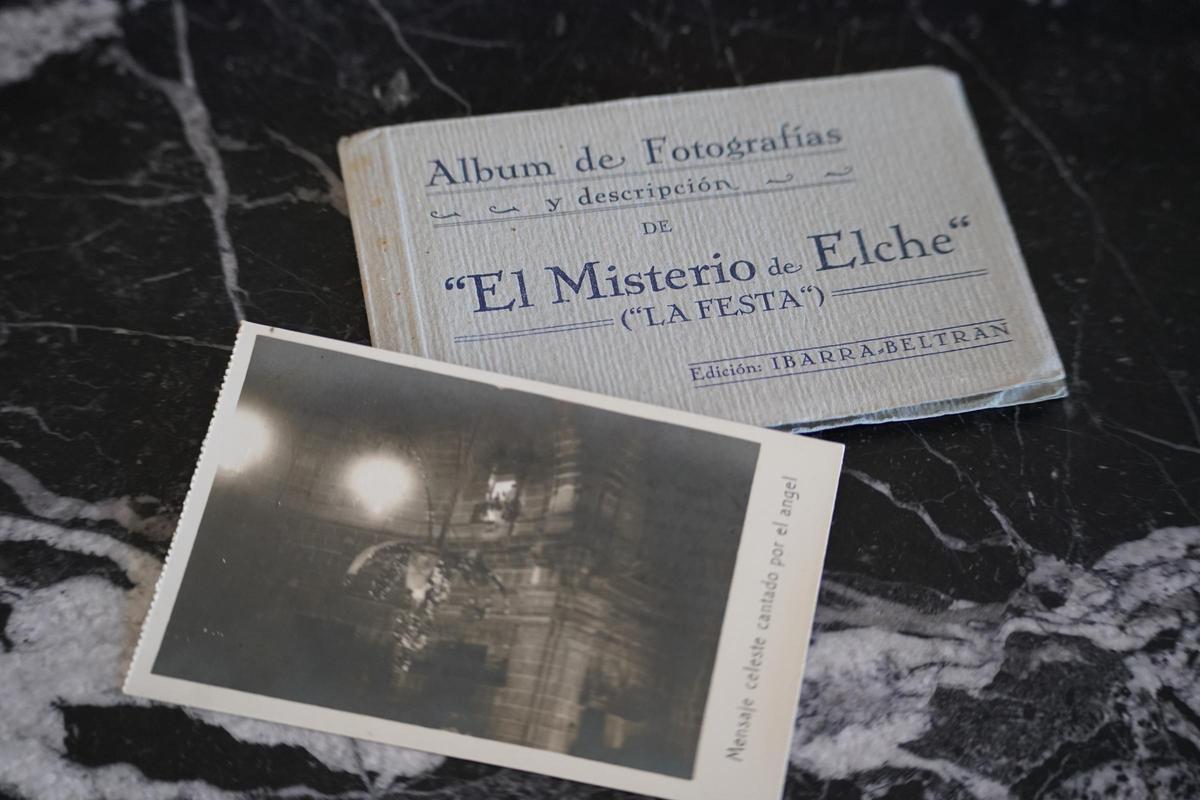 Album de Fotografías
y descripción
DE
“El Misterio de Elche“
(“LA FESTA“)
Edición: IBARRA-BELTRAN
Mensaje celeste cantado por el angel